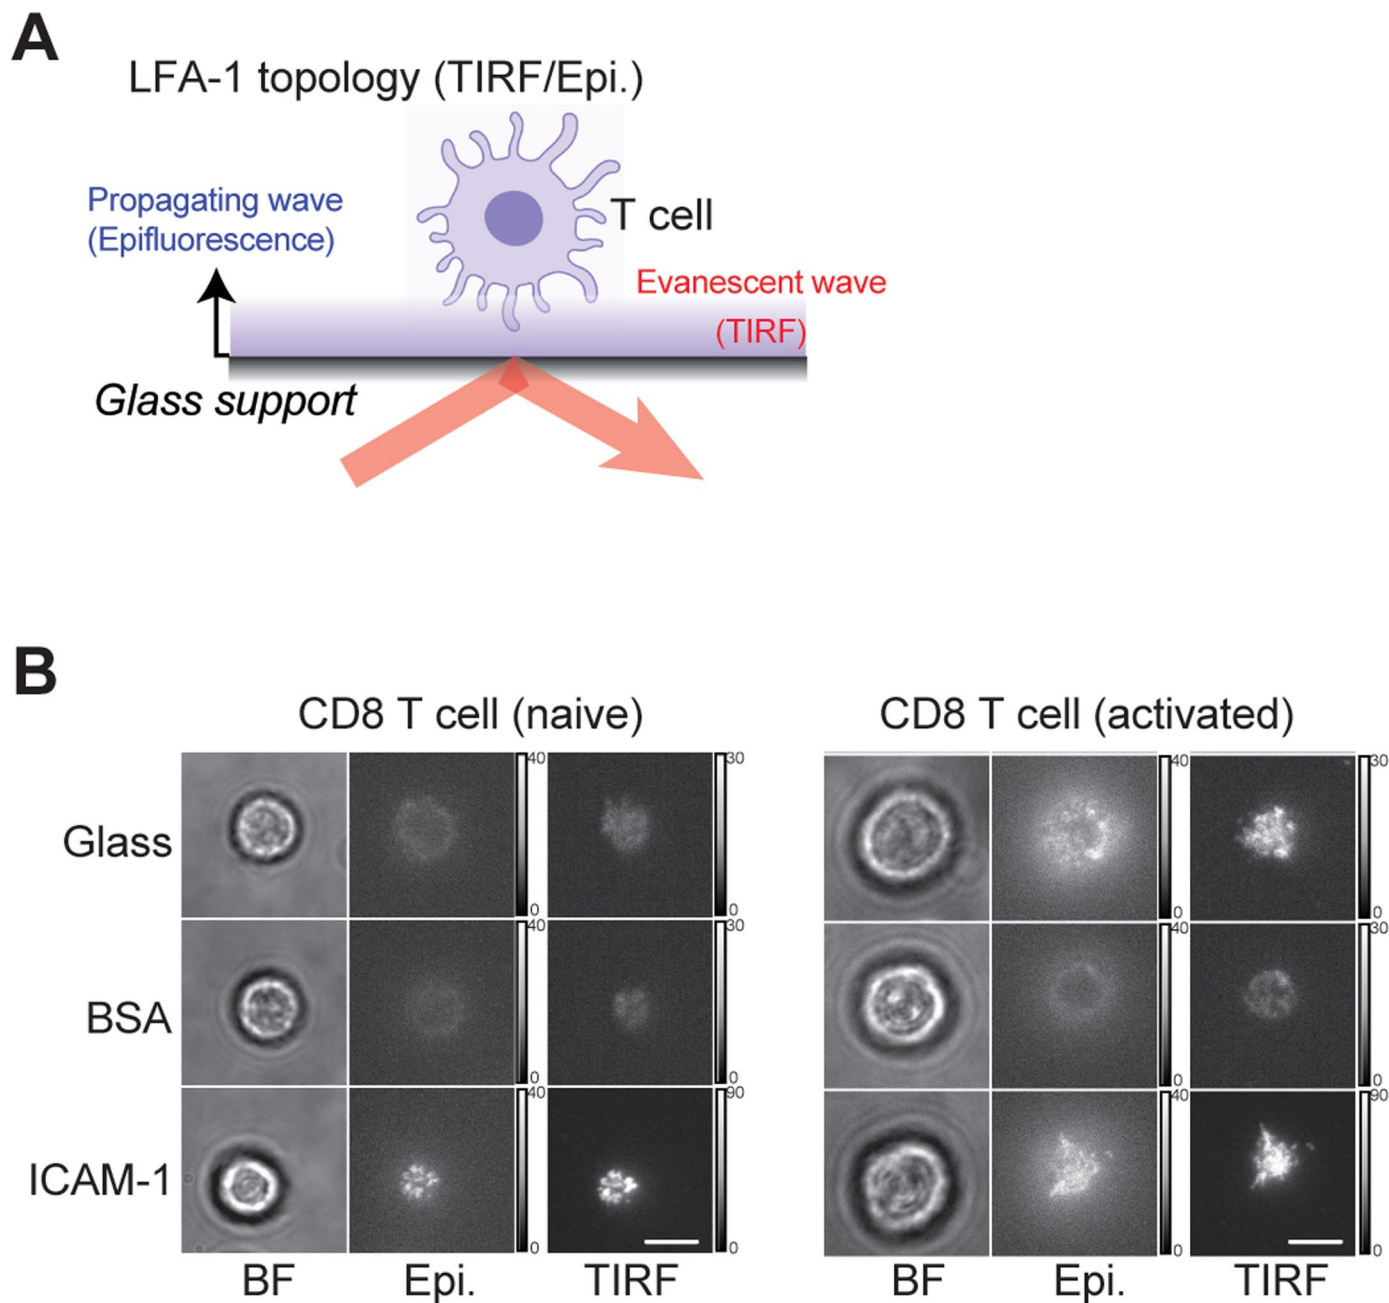 A
LFA-1 topology (TIRF/Epi.)
Propagating wave
(Epifluorescence)
T cell
Evanescent wave
(TIRF)
Glass support
B
CD8 T cell (naive)
CD8 T cell (activated)
Glass
40
0
30
0
40
0
30
0
BSA
40
0
30
0
40
0
30
0
ICAM-1
40
0
90
0
40
0
90
0
BF
Epi.
TIRF
BF
Epi.
TIRF